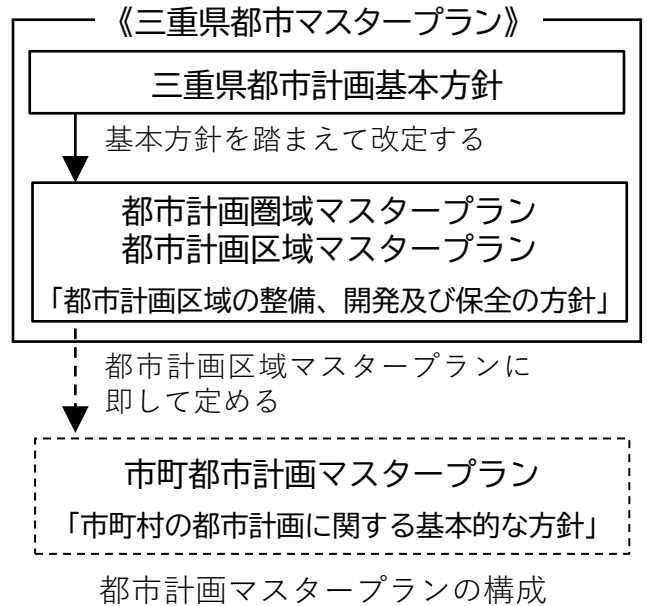 《三重県都市マスタープラン》
三重県都市計画基本方針
基本方針を踏まえて改定する
都市計画圏域マスタープラン
都市計画区域マスタープラン
「都市計画区域の整備、開発及び保全の方針」
都市計画区域マスタープランに
即して定める
市町都市計画マスタープラン
「市町村の都市計画に関する基本的な方針」
都市計画マスタープランの構成